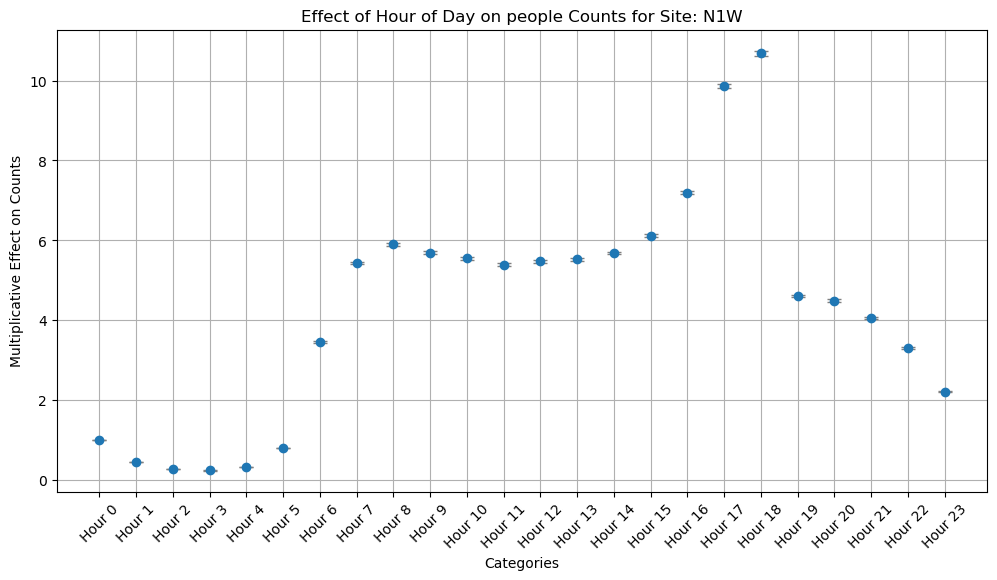 Effect of Hour of Day on people Counts for Site: N1W
Multiplicative Effect on Counts
10
8
6
4
2
0
Hour 0
Hour 1
Hour 2
Hour 3
Hour 4
Hour 5
Hour 6
Hour 7
Hour 8
Hour 9
Hour 10
Hour 11
Hour 12
Hour 13
Hour 14
Hour 15
Hour 16
Hour 17
Hour 18
Hour 19
Hour 20
Hour 21
Hour 22
Hour 23
Categories